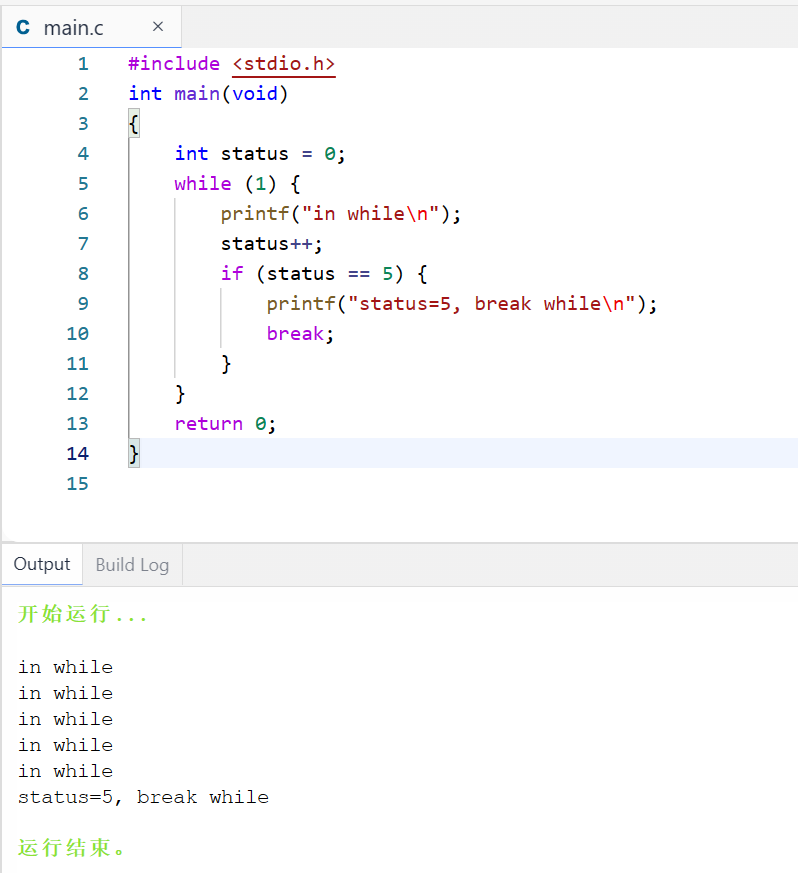 C main.c ×
1 #include <stdio.h>
2 int main(void)
3 {
4     int status = 0;
5     while (1) {
6         printf("in while\n");
7         status++;
8         if (status == 5) {
9             printf("status=5, break while\n");
10             break;
11         }
12     }
13     return 0;
14 }
15
Output Build Log
开始运行...
in while
in while
in while
in while
in while
status=5, break while
运行结束。